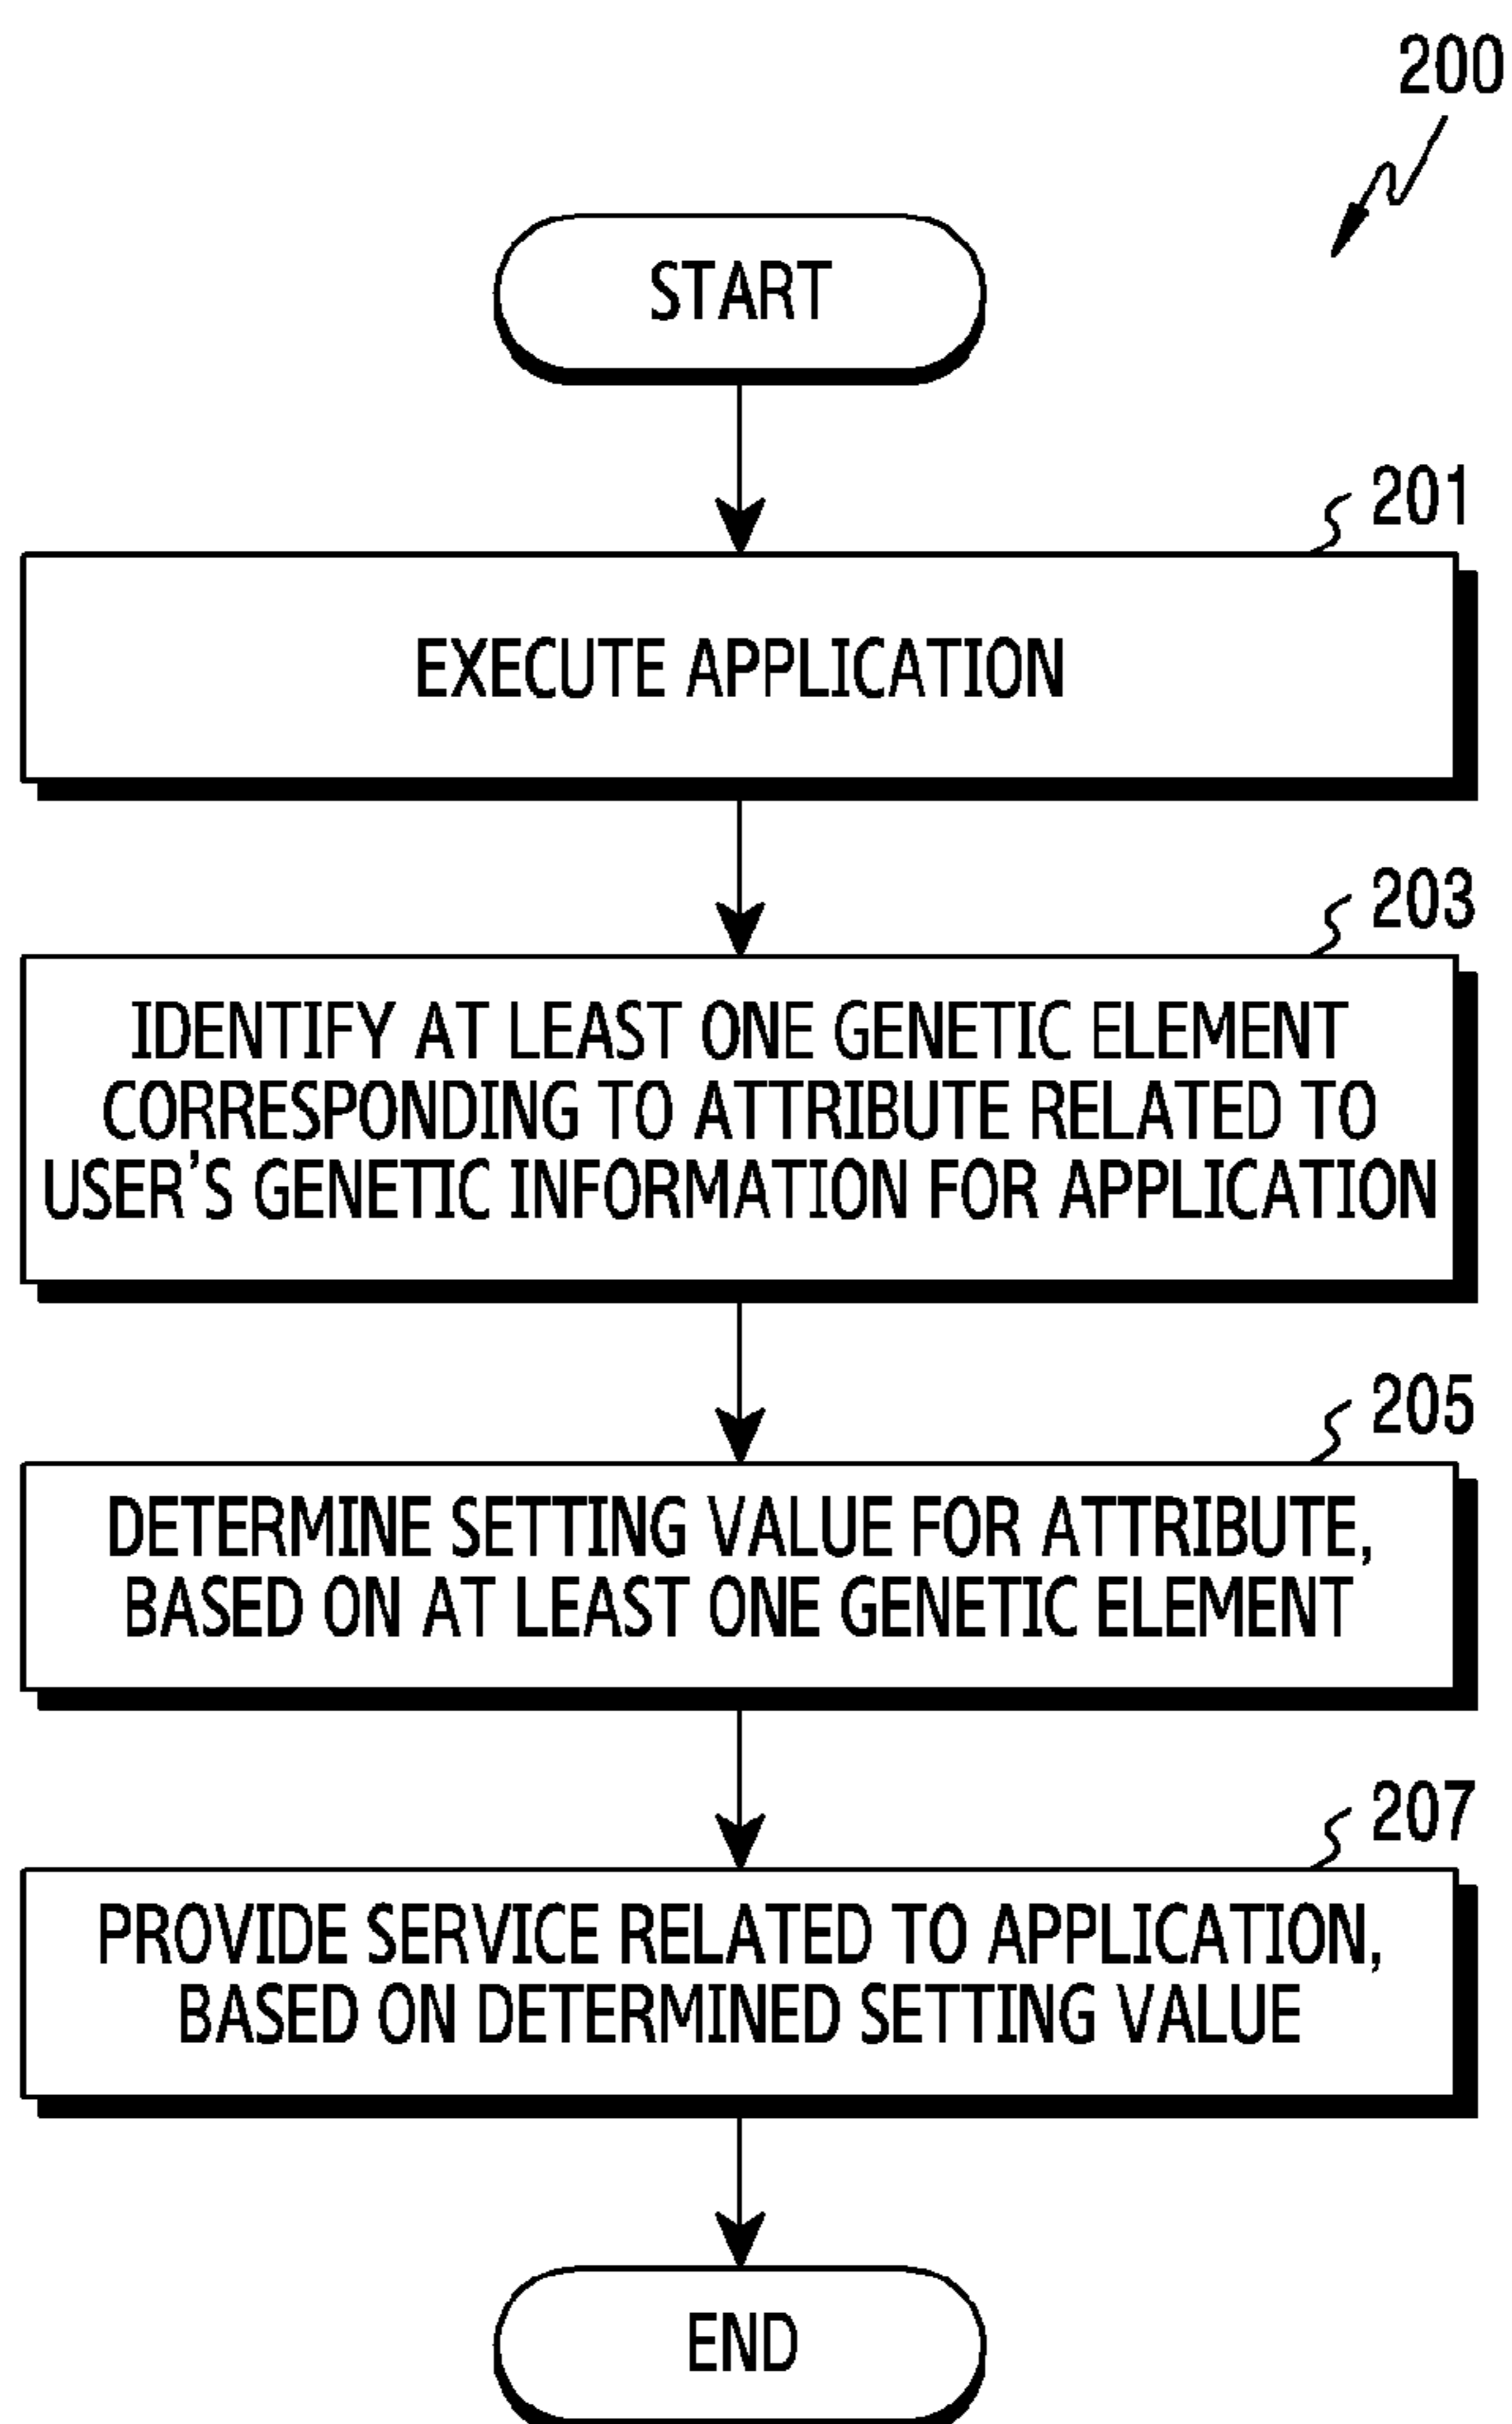 200
START
201
EXECUTE APPLICATION
203
IDENTIFY AT LEAST ONE GENETIC ELEMENT
CORRESPONDING TO ATTRIBUTE RELATED TO
USER'S GENETIC INFORMATION FOR APPLICATION
205
DETERMINE SETTING VALUE FOR ATTRIBUTE,
BASED ON AT LEAST ONE GENETIC ELEMENT
207
PROVIDE SERVICE RELATED TO APPLICATION,
BASED ON DETERMINED SETTING VALUE
END